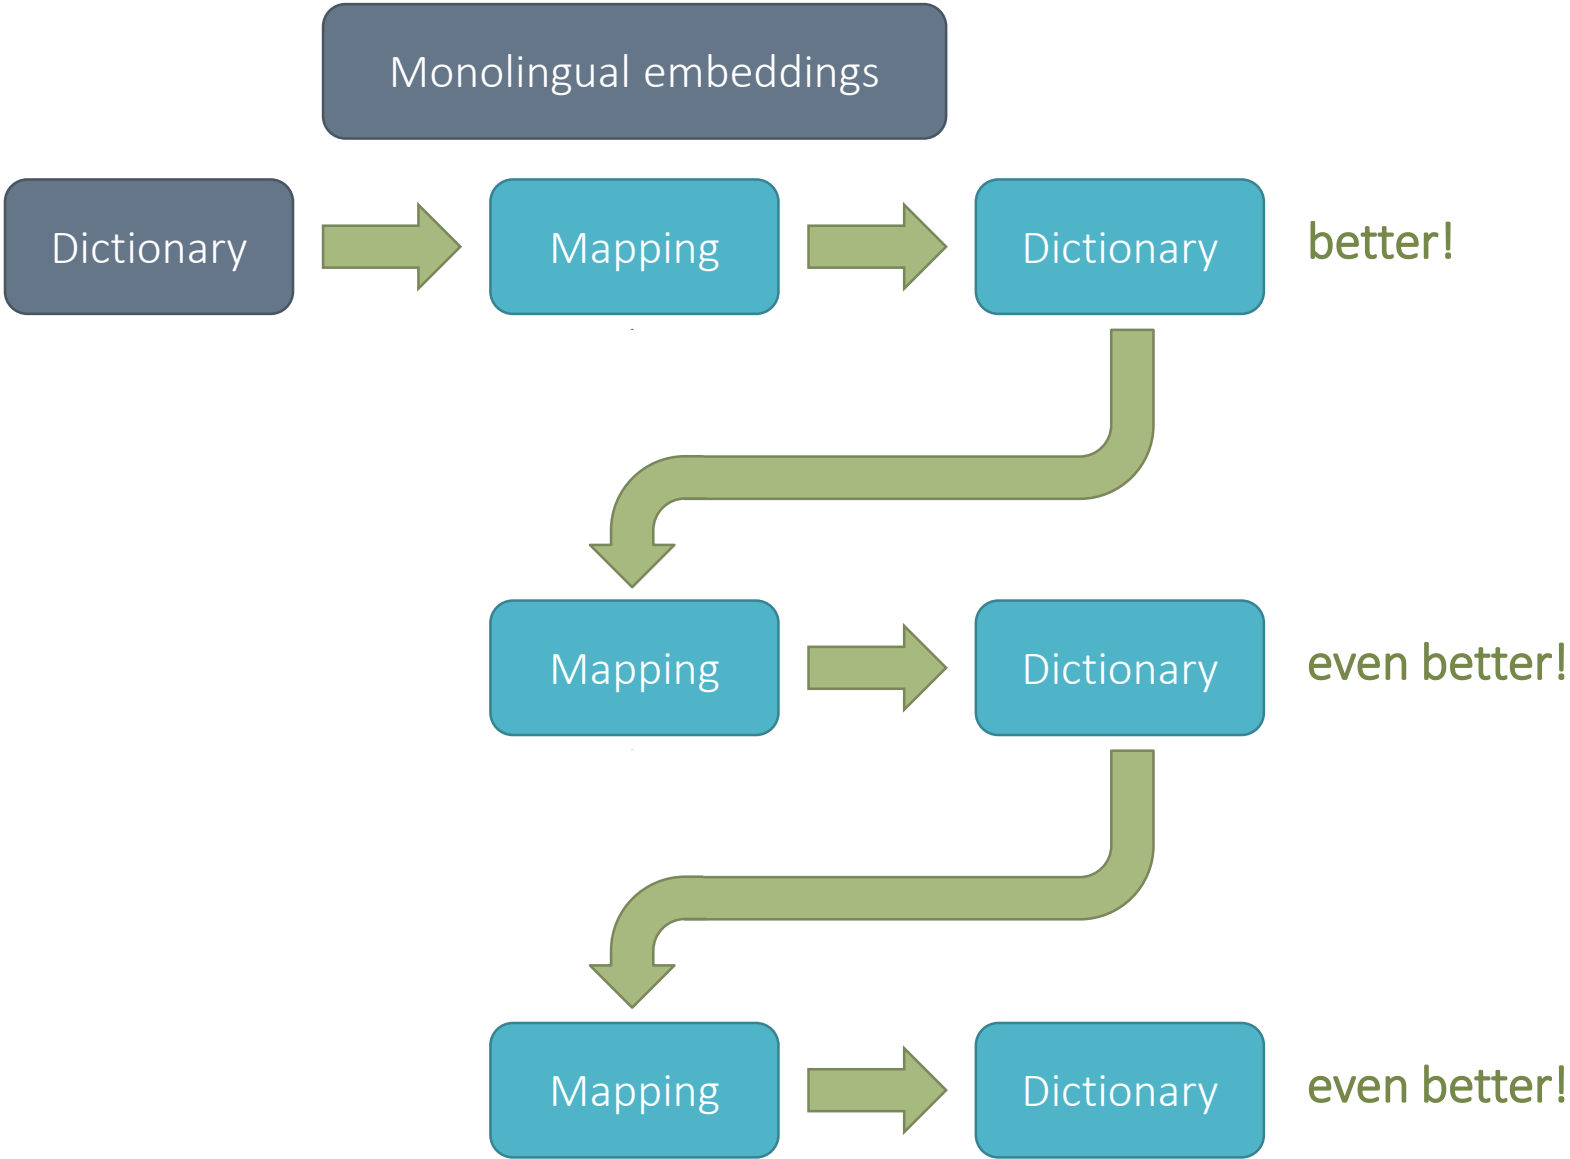 Monolingual embeddings
Dictionary
Mapping
Dictionary
better!
Mapping
Dictionary
even better!
Mapping
Dictionary
even better!